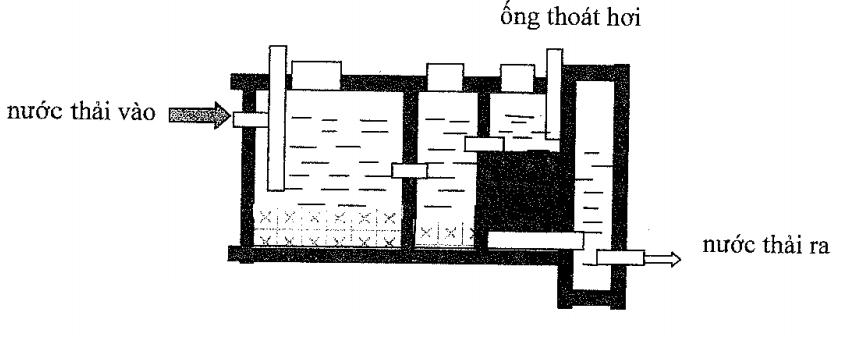 ống thoát hơi
nước thải vào
nước thải ra